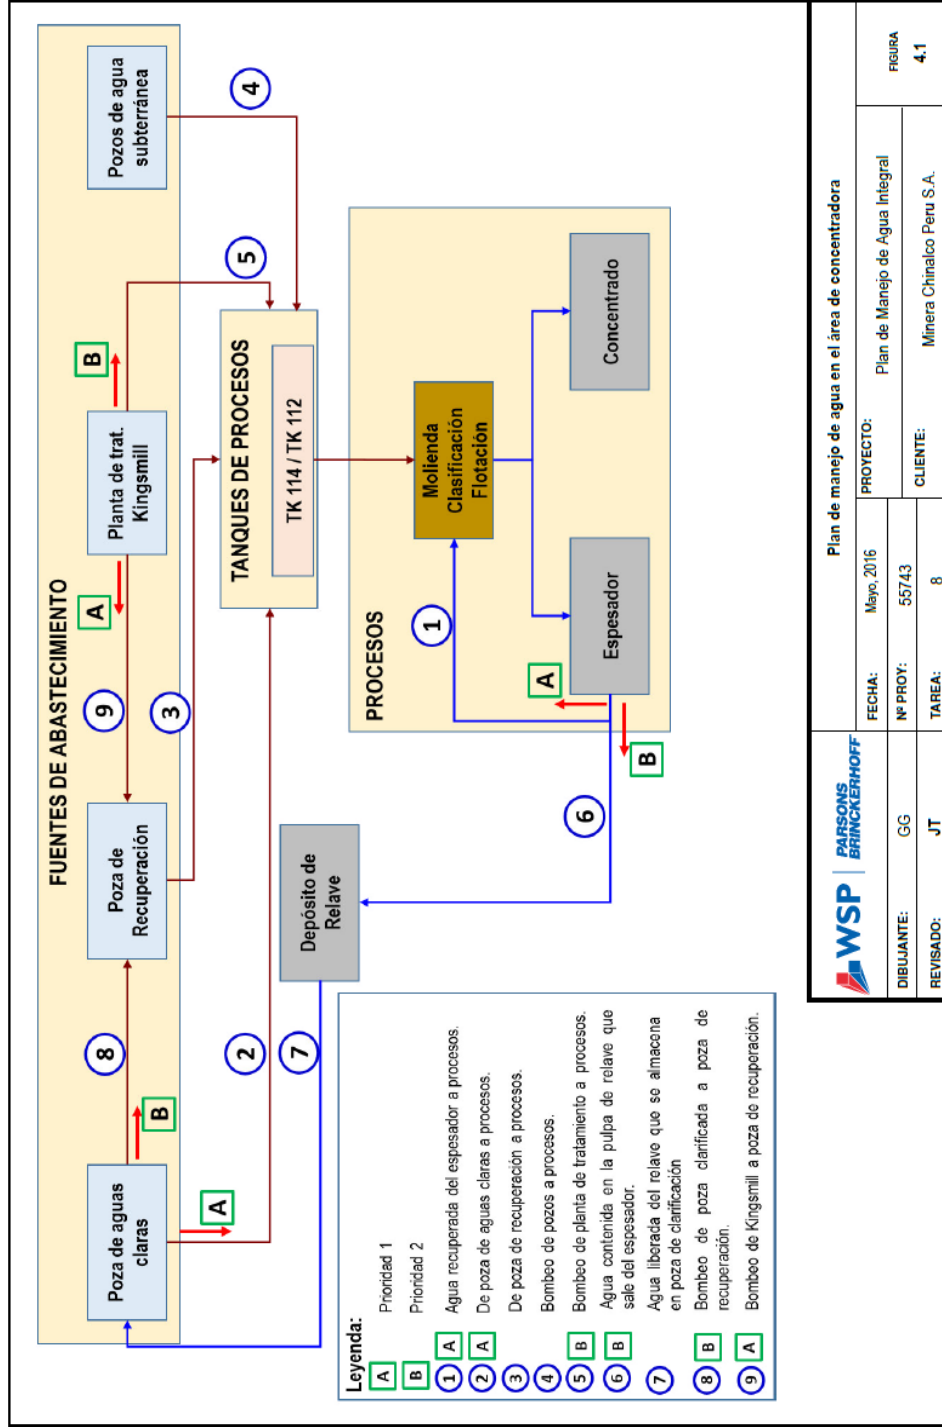 FUENTES DE ABASTECIMIENTO
Poza de aguas
claras
8
Poza de
Recuperación
9
A
Planta de trat.
Kingsmill
B
Pozos de agua
subterránea
B
A
3
5
4
2
TANQUES DE PROCESOS
TK 114 / TK 112
7
Depósito de
Relave
PROCESOS
1
Molienda
Clasificación
Flotación
A
B
6
Espesador
Concentrado
Leyenda:
A Prioridad 1
B Prioridad 2
1 A Agua recuperada del espesador a procesos.
2 A De poza de aguas claras a procesos.
3 De poza de recuperación a procesos.
4 Bombeo de pozos a procesos.
5 B Bombeo de planta de tratamiento a procesos.
6 B Agua contenida en la pulpa de relave que
sale del espesador.
7 Agua liberada del relave que se almacena
en poza de clarificación
8 B Bombeo de poza clarificada a poza de
recuperación.
9 A Bombeo de Kingsmill a poza de recuperación.
Plan de manejo de agua en el área de concentradora
WSP PARSONS
BRINCKERHOFF
DIBUJANTE: GG
REVISADO: JT
FECHA: Mayo, 2016
Nº PROY: 55743
TAREA: 8
PROYECTO:
Plan de Manejo de Agua Integral
CLIENTE:
Minera Chinalco Peru S.A.
FIGURA
4.1